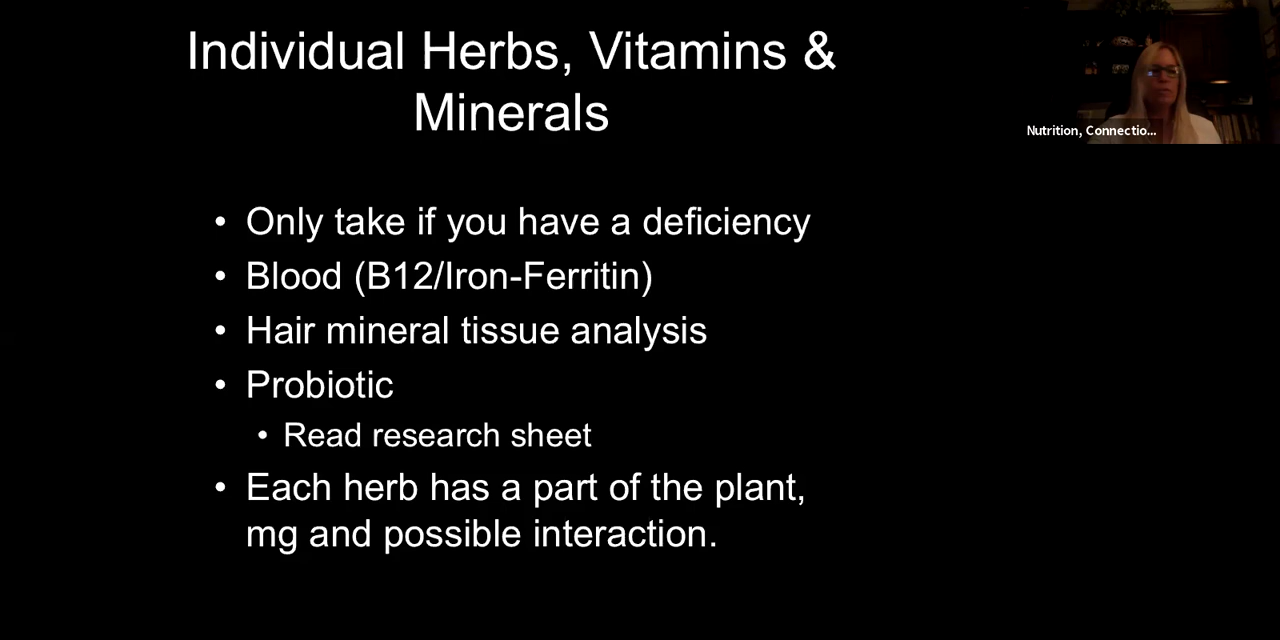 Individual Herbs, Vitamins &
Minerals
Nutrition, Connectio...
• Only take if you have a deficiency
• Blood (B12/Iron-Ferritin)
• Hair mineral tissue analysis
• Probiotic
• Read research sheet
• Each herb has a part of the plant,
mg and possible interaction.